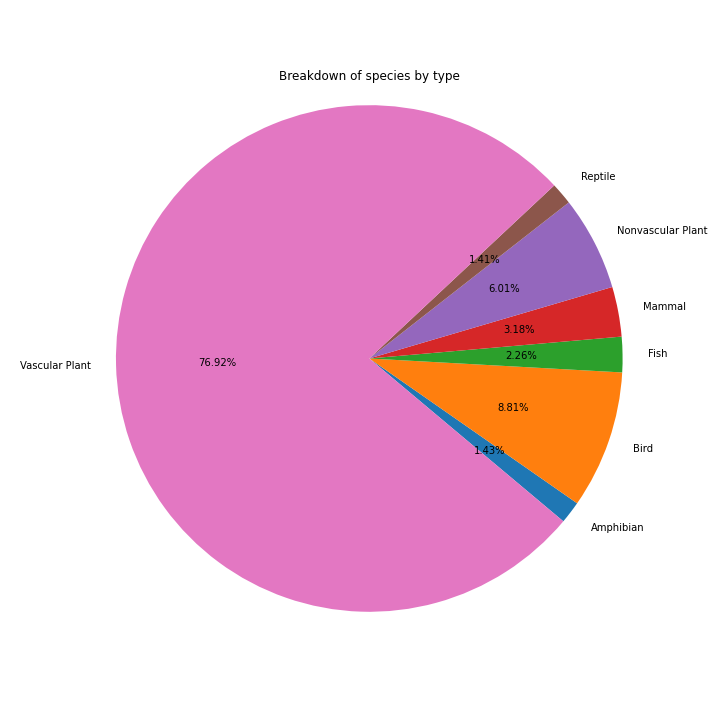 Breakdown of species by type
Reptile
Nonvascular Plant
1.41%
6.01%
Mammal
3.18%
Fish
2.26%
Vascular Plant
76.92%
8.81%
Bird
1.43%
Amphibian